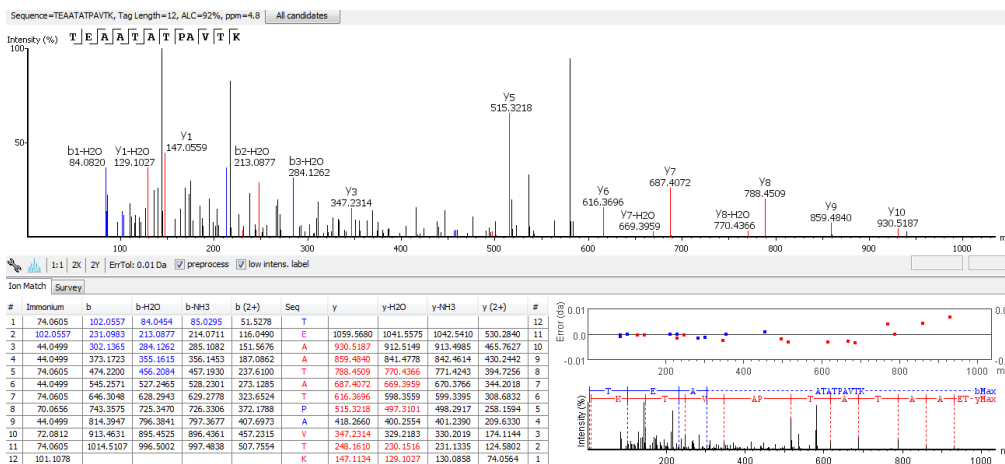 Sequence=TEAATATPAVTK, Tag Length=12, ALC=92%, ppm=4.8 All candidates
Intensity (%) T E A A T A T P A V T K
100
50
b1-H2O
84.0820
y1-H2O
129.1027
y1
147.0559
b2-H2O
213.0877
b3-H2O
284.1262
y3
347.2314
y5
515.3218
y6
616.3696
y7-H2O
669.3959
y7
687.4072
y8-H2O
770.4366
y8
788.4509
y9
859.4840
y10
930.5187
100 200 300 400 500 600 700 800 900 1000 m
1:1 2X 2Y ErrTol: 0.01 Da preprocess low intens. label
Ion Match Survey
# Immonium b b-H2O b-NH3 b (2+) Seq y y-H2O y-NH3 y (2+) #
1 74.0605 102.0557 84.0454 85.0295 51.5278 T 12
2 102.0557 231.0983 213.0877 214.0711 116.0490 E 1059.5680 1041.5575 1042.5410 530.2840 11
3 44.0499 302.1365 284.1262 285.1082 151.5676 A 930.5187 912.5149 913.4985 465.7627 10
4 44.0499 373.1723 355.1615 356.1453 187.0862 A 859.4840 841.4778 842.4614 430.2442 9
5 74.0605 474.2200 456.2084 457.1930 237.6100 T 788.4509 770.4366 771.4243 394.7256 8
6 44.0499 545.2571 527.2465 528.2301 273.1285 A 687.4072 669.3959 670.3766 344.2018 7
7 74.0605 646.3048 628.2943 629.2778 323.6524 T 616.3696 598.3559 599.3395 308.6832 6
8 70.0656 743.3575 725.3470 726.3306 372.1788 P 515.3218 497.3101 498.2917 258.1594 5
9 44.0499 814.3947 796.3841 797.3677 407.6973 A 418.2660 400.2554 401.2390 209.6330 4
10 72.0812 913.4631 895.4525 896.4361 457.2315 V 347.2314 329.2183 330.2019 174.1144 3
11 74.0605 1014.5107 996.5002 997.4838 507.7554 T 248.1610 230.1516 231.1335 124.5802 2
12 101.1078 K 147.1134 129.1027 130.0858 74.0564 1
Error (da)
0.01
0.0
-0.01
200 400 600 800 1000 m
T E A ATATPAVTK bMax
K T V AP T A T A A ET yMax
Intensity (%)
100
50
200 400 600 800 1000 m